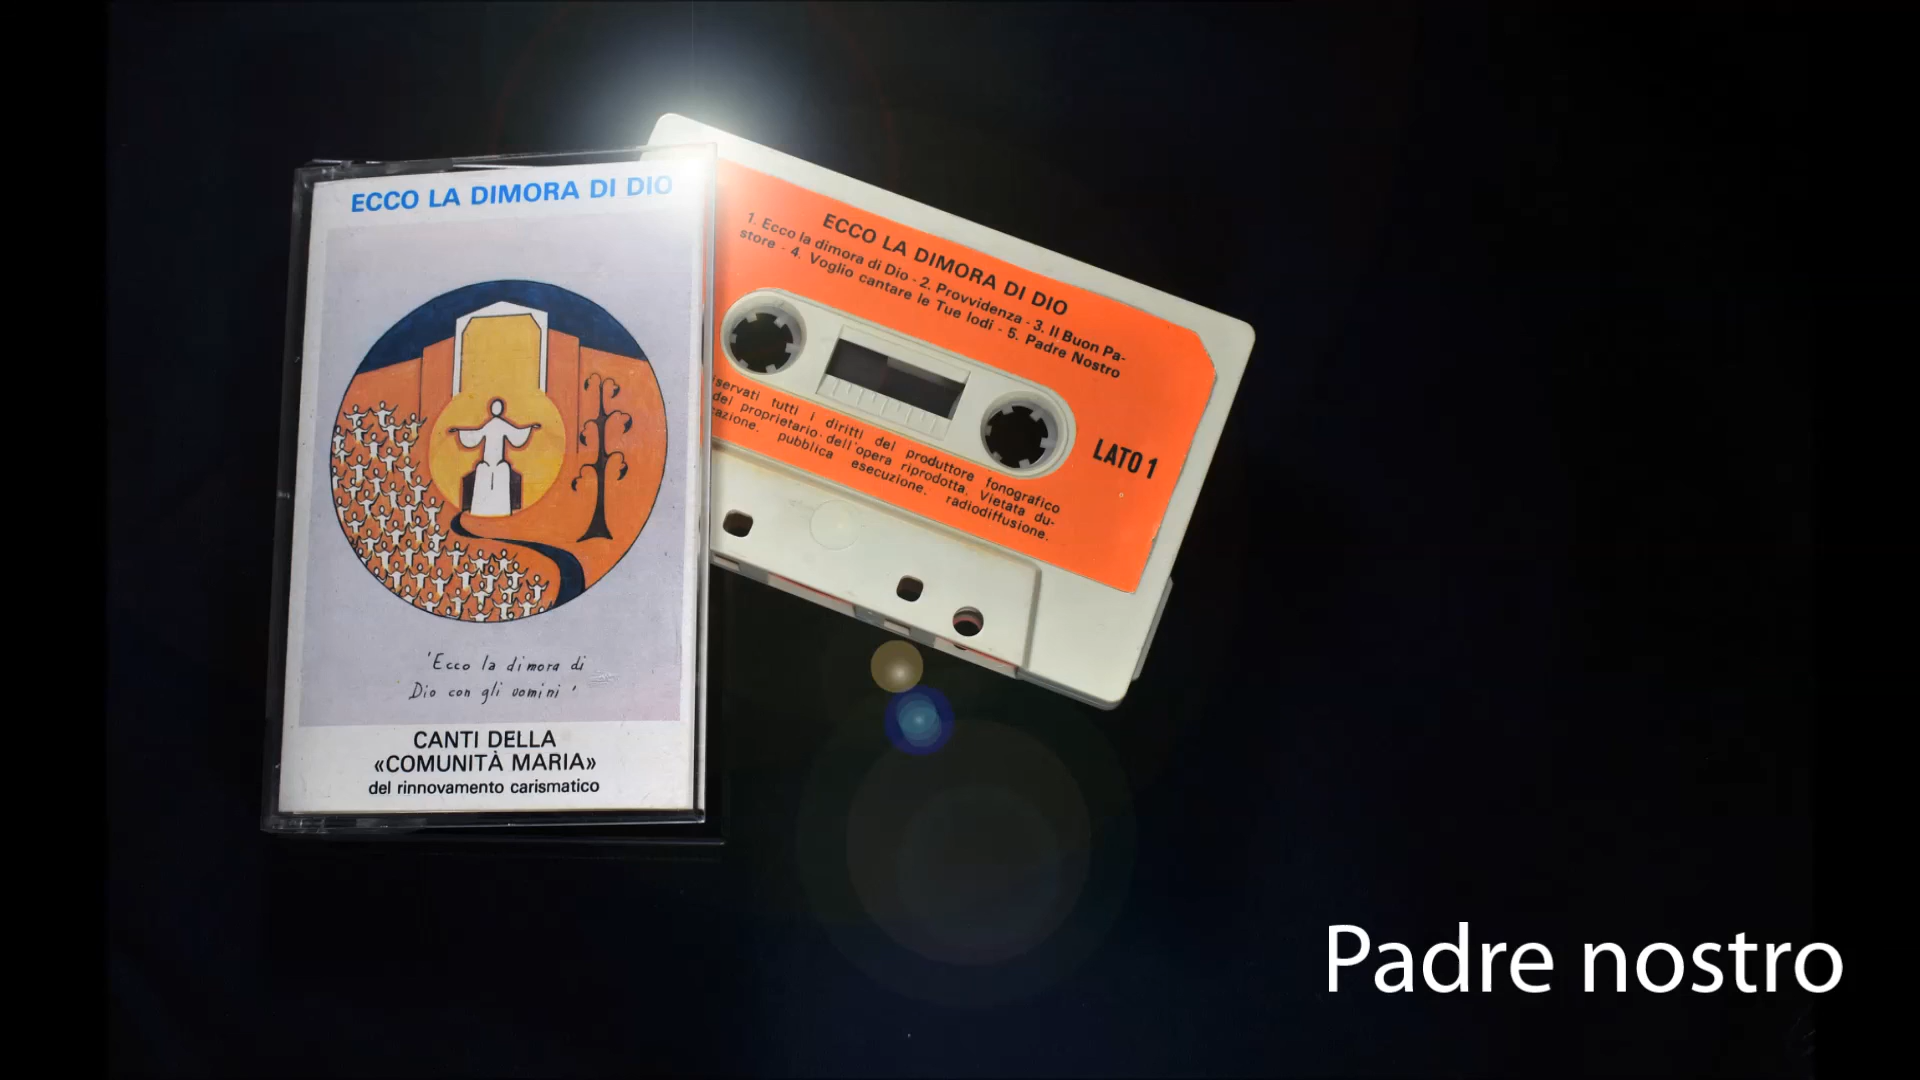 ECCO LA DIMORA DI DIO
'Ecco la dimora di
Dio con gli uomini'
CANTI DELLA
«COMUNITÀ MARIA»
del rinnovamento carismatico
ECCO LA DIMORA DI DIO
1. Ecco la dimora di Dio - 2. Provvidenza - 3. Il Buon Pa-
store - 4. Voglio cantare le Tue lodi - 5. Padre Nostro
LATO 1
servati tutti i diritti del produttore fonografico
del proprietario dell'opera riprodotta. Vietata du-
azione, pubblica esecuzione, radiodiffusione.
Padre nostro